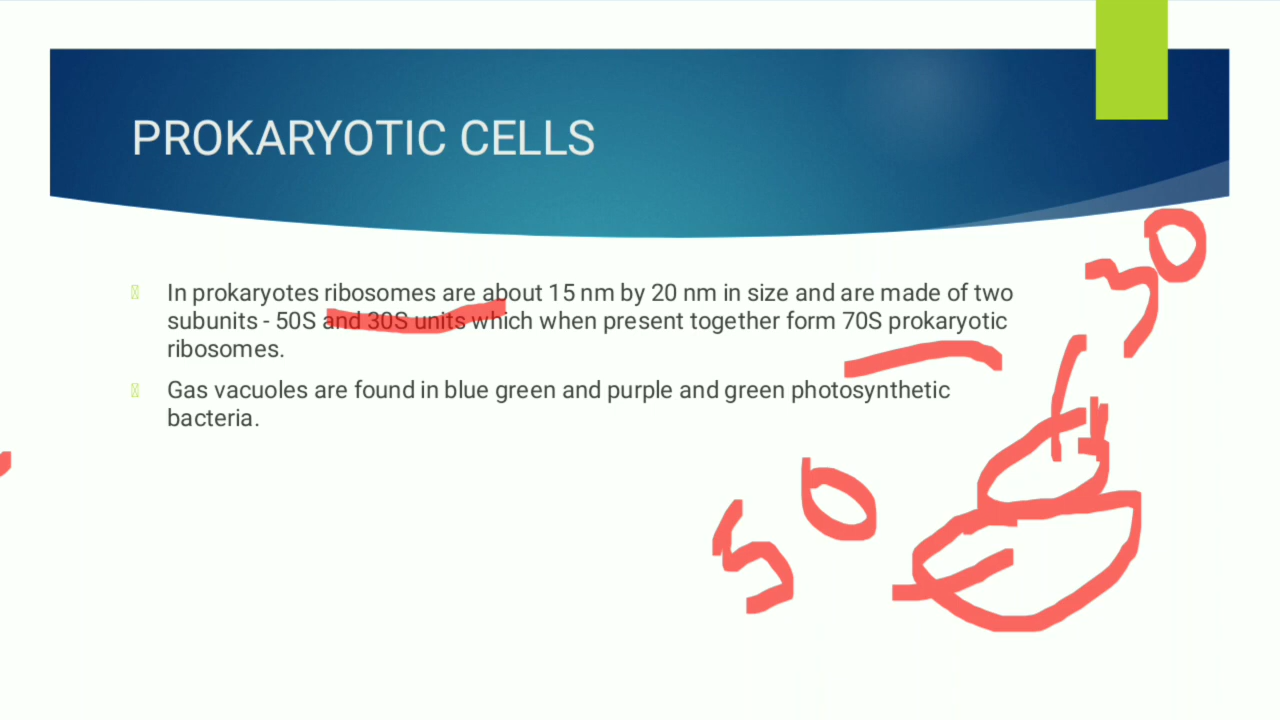 PROKARYOTIC CELLS
In prokaryotes ribosomes are about 15 nm by 20 nm in size and are made of two
subunits - 50S and 30S units which when present together form 70S prokaryotic
ribosomes.
Gas vacuoles are found in blue green and purple and green photosynthetic
bacteria.
30
50